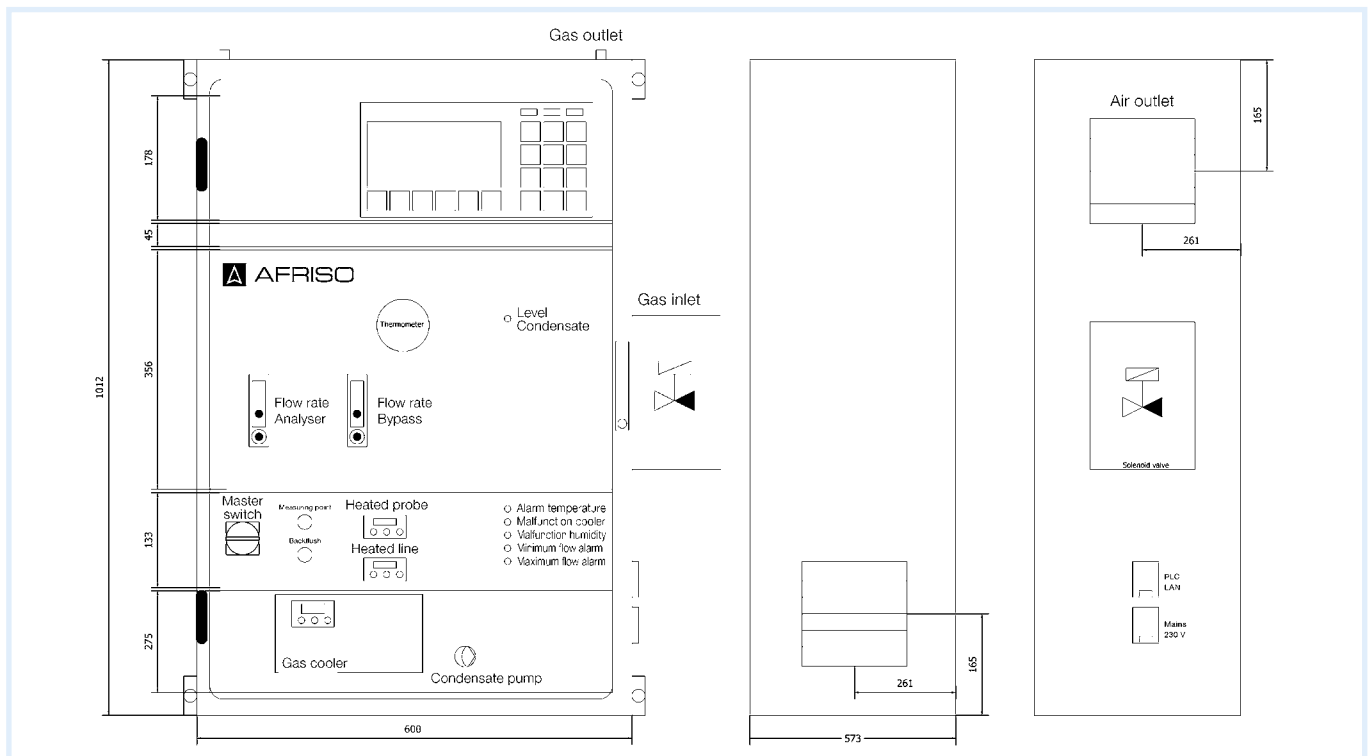 Gas outlet
Air outlet
165
178
261
45
AFRISO
Gas inlet
Thermometer
Level
Condensate
356
1012
Flow rate
Analyser
Flow rate
Bypass
Solenoid valve
Master
switch
Measuring point
Heated probe
Alarm temperature
Malfunction cooler
Malfunction humidity
Minimum flow alarm
Maximum flow alarm
Backflush
Heated line
133
PLC
LAN
Mains
230 V
275
Gas cooler
Condensate pump
165
261
600
573